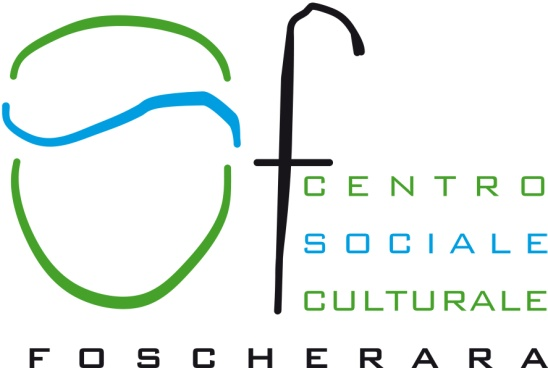 f
CENTRO
SOCIALE
CULTURALE
FOSCHERARA